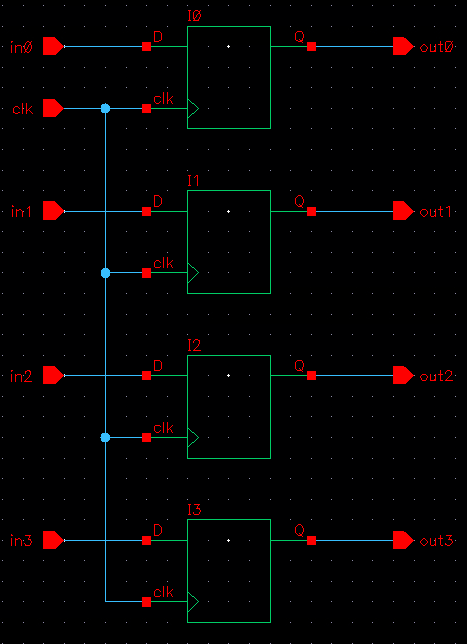 I0
in0 D Q out0
clk clk
I1
in1 D Q out1
clk
I2
in2 D Q out2
clk
I3
in3 D Q out3
clk